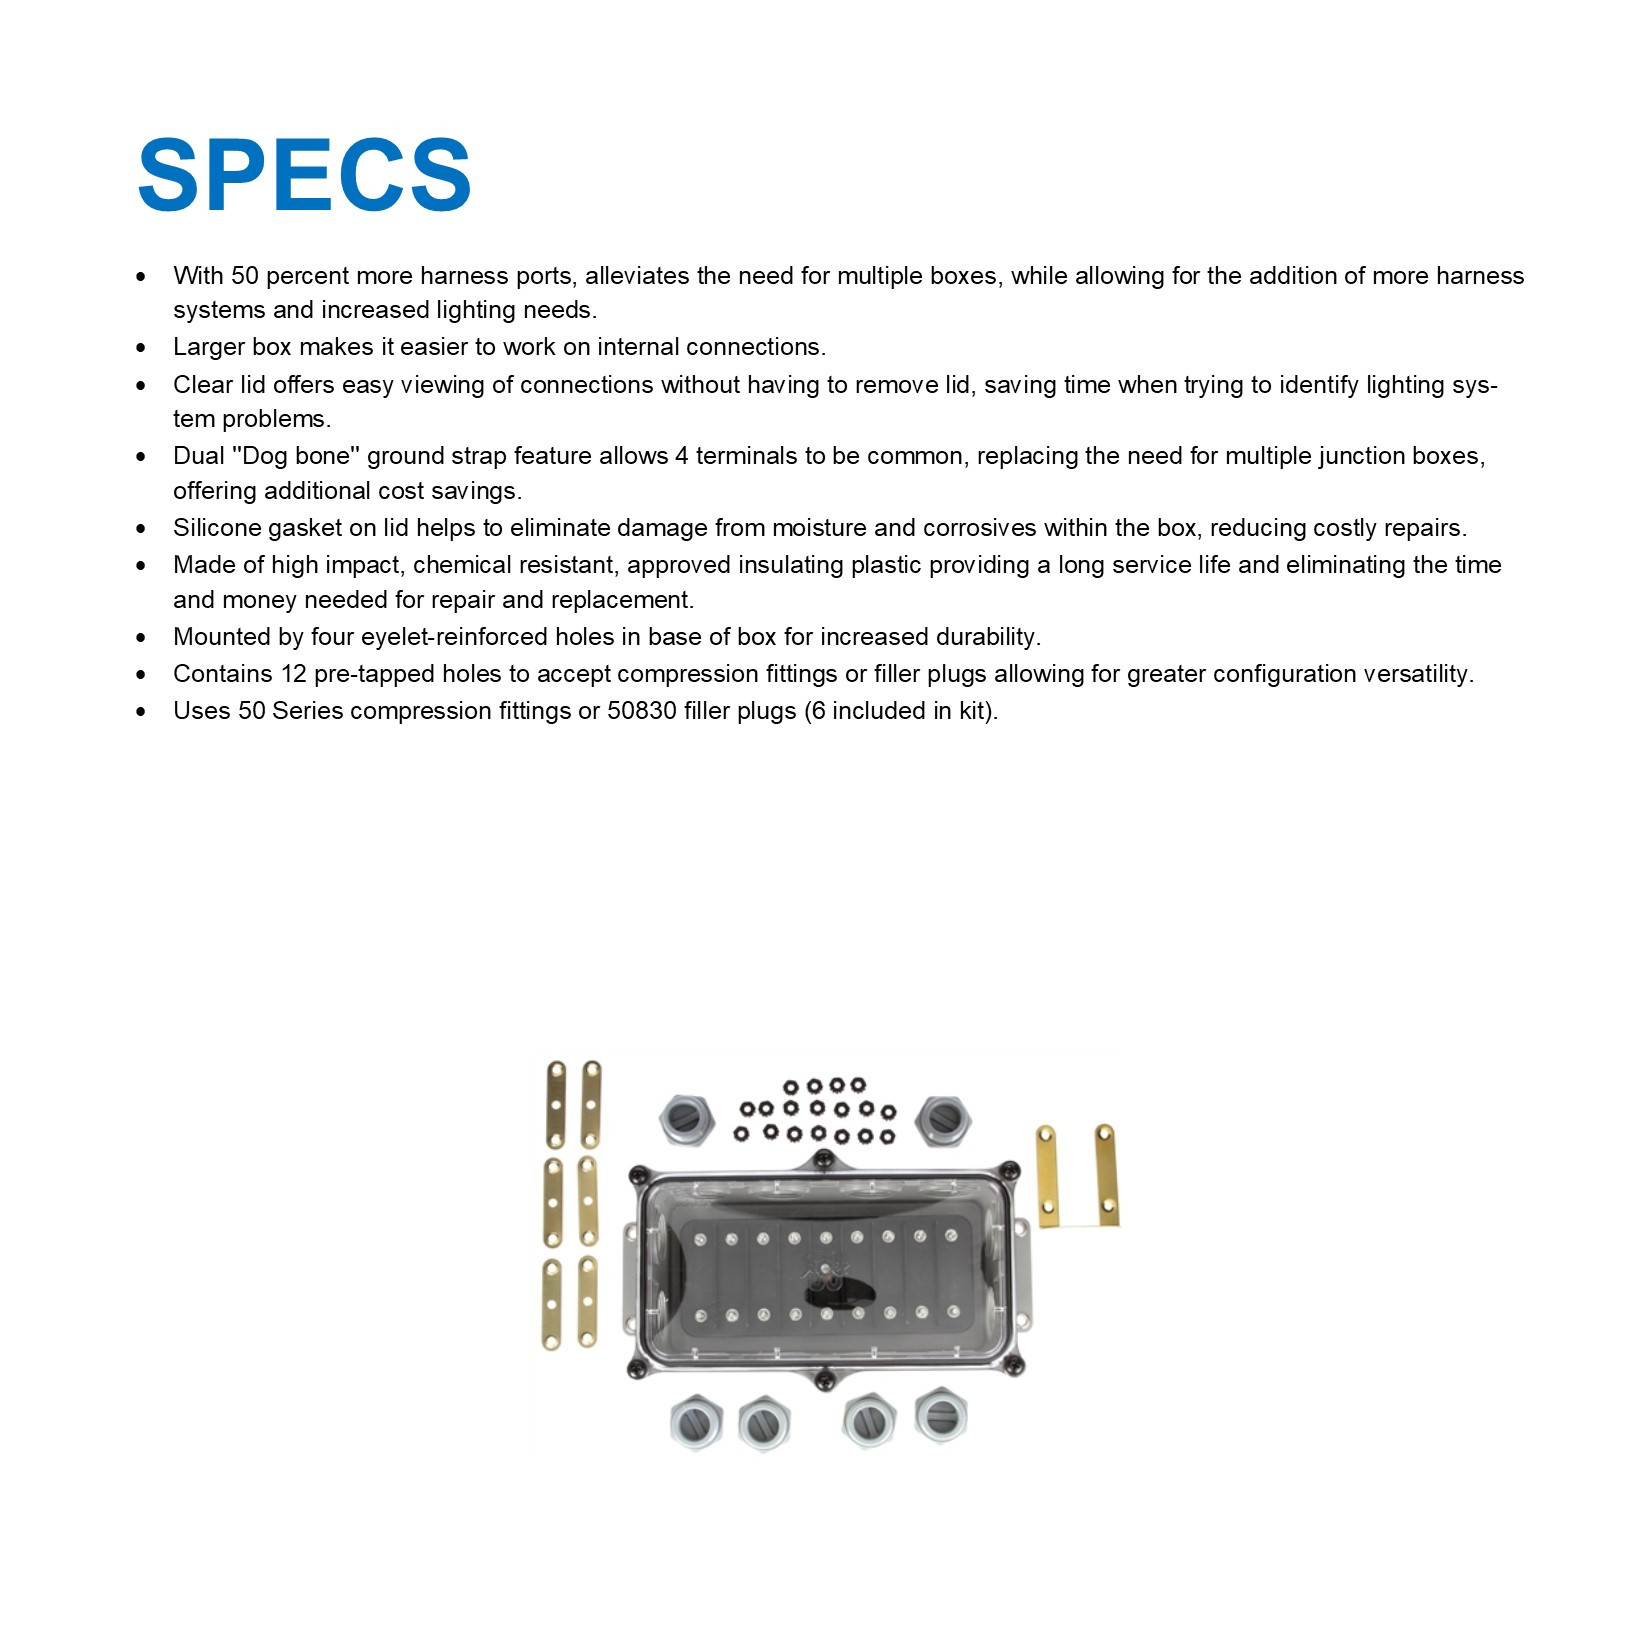 SPECS
• With 50 percent more harness ports, alleviates the need for multiple boxes, while allowing for the addition of more harness
systems and increased lighting needs.
• Larger box makes it easier to work on internal connections.
• Clear lid offers easy viewing of connections without having to remove lid, saving time when trying to identify lighting sys-
tem problems.
• Dual "Dog bone" ground strap feature allows 4 terminals to be common, replacing the need for multiple junction boxes,
offering additional cost savings.
• Silicone gasket on lid helps to eliminate damage from moisture and corrosives within the box, reducing costly repairs.
• Made of high impact, chemical resistant, approved insulating plastic providing a long service life and eliminating the time
and money needed for repair and replacement.
• Mounted by four eyelet-reinforced holes in base of box for increased durability.
• Contains 12 pre-tapped holes to accept compression fittings or filler plugs allowing for greater configuration versatility.
• Uses 50 Series compression fittings or 50830 filler plugs (6 included in kit).